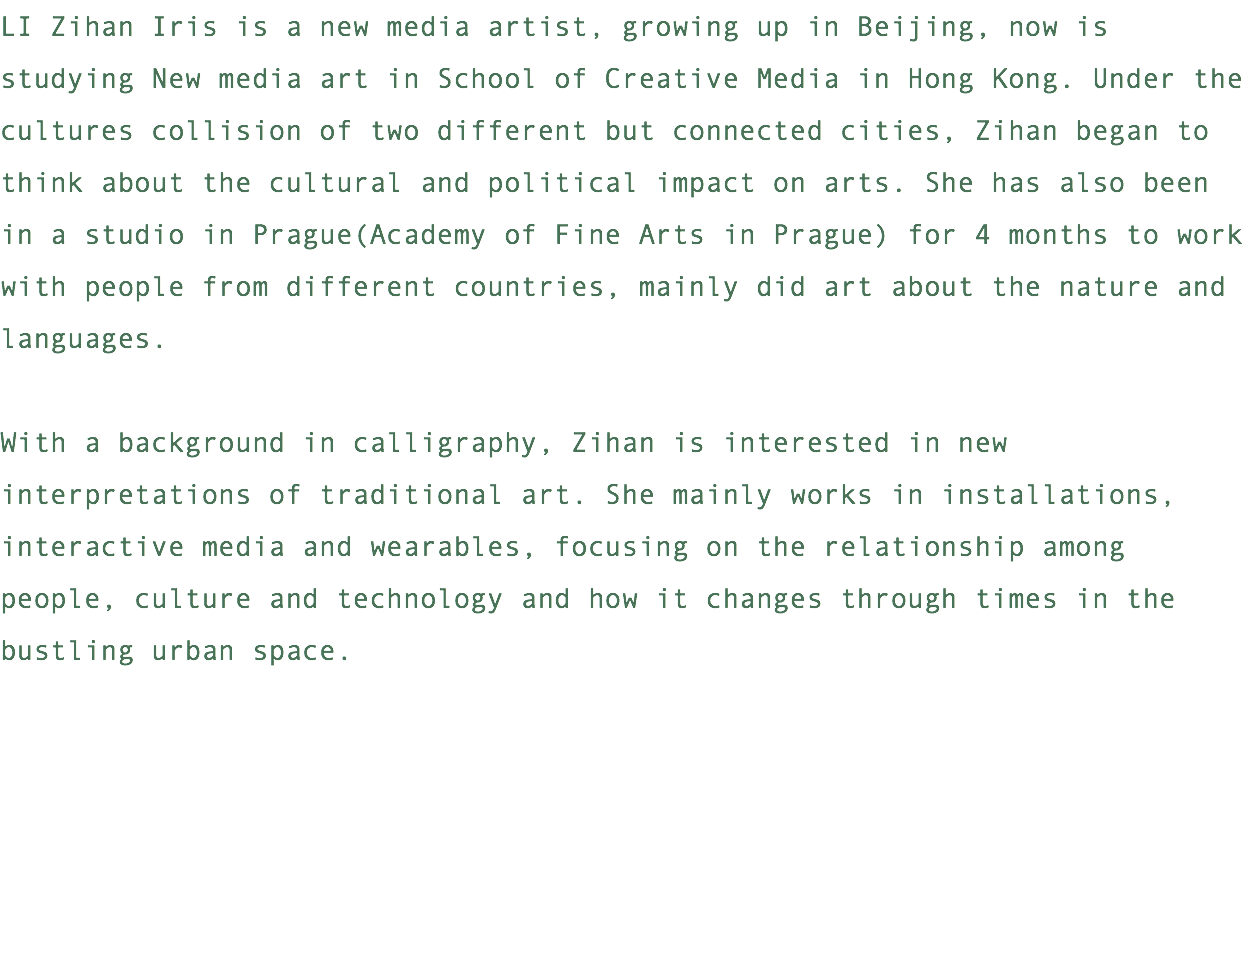 LI Zihan Iris is a new media artist, growing up in Beijing, now is
studying New media art in School of Creative Media in Hong Kong. Under the
cultures collision of two different but connected cities, Zihan began to
think about the cultural and political impact on arts. She has also been
in a studio in Prague(Academy of Fine Arts in Prague) for 4 months to work
with people from different countries, mainly did art about the nature and
languages.
With a background in calligraphy, Zihan is interested in new
interpretations of traditional art. She mainly works in installations,
interactive media and wearables, focusing on the relationship among
people, culture and technology and how it changes through times in the
bustling urban space.